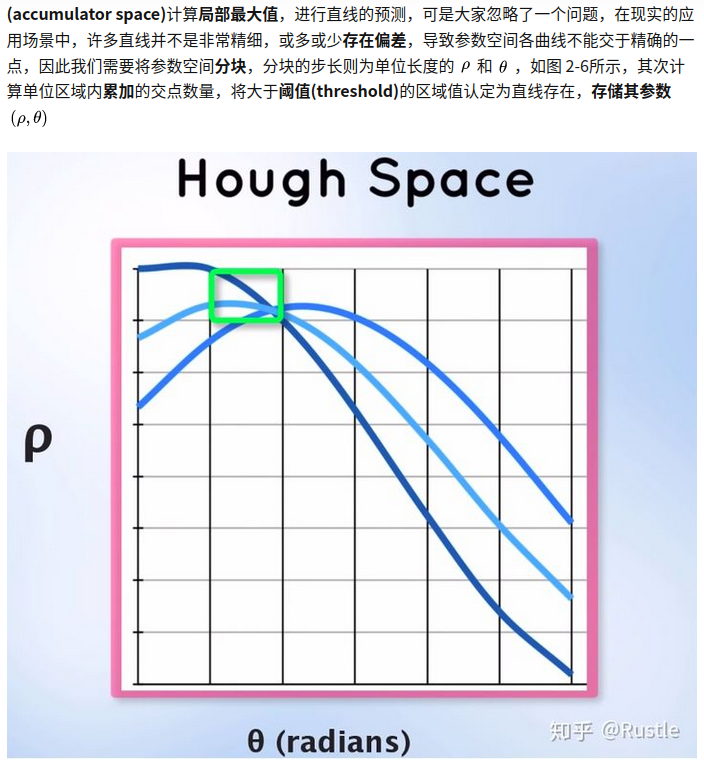 (accumulator space)计算局部最大值，进行直线的预测，可是大家忽略了一个问题，在现实的应
用场景中，许多直线并不是非常精细，或多或少存在偏差，导致参数空间各曲线不能交于精确的一
点，因此我们需要将参数空间分块，分块的步长则为单位长度的 ρ 和 θ ，如图 2-6所示，其次计
算单位区域内累加的交点数量，将大于阈值(threshold)的区域值认定为直线存在，存储其参数
(ρ, θ)
Hough Space
ρ
θ (radians)
知乎 @Rustle